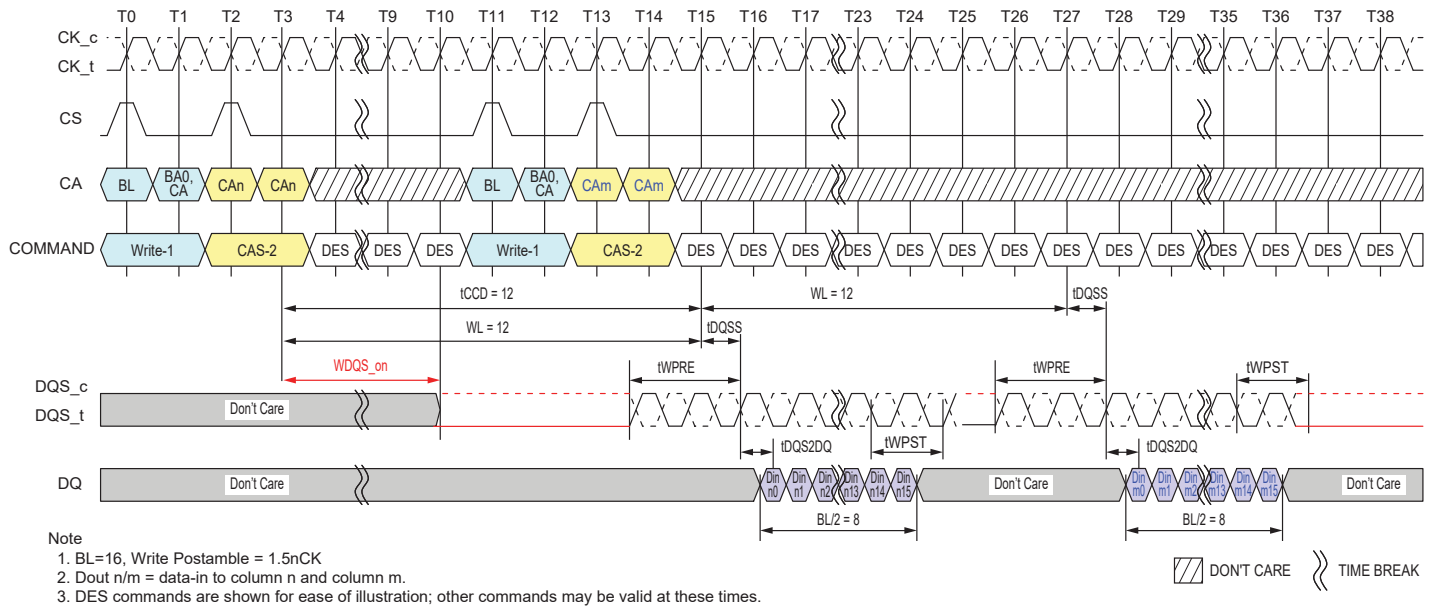 T0 T1 T2 T3 T4 T9 T10 T11 T12 T13 T14 T15 T16 T17 T23 T24 T25 T26 T27 T28 T29 T35 T36 T37 T38
CK_c
CK_t
CS
CA BL BA0, CA CAn CAn BL BA0, CA CAm CAm
COMMAND Write-1 CAS-2 DES DES DES Write-1 CAS-2 DES DES DES DES DES DES DES DES DES DES DES DES DES DES
tCCD = 12 WL = 12 tDQSS
WL = 12 tDQSS
WDQS_on tWPRE tWPRE tWPST
DQS_c
DQS_t Don't Care
tDQS2DQ tWPST tDQS2DQ
DQ Don't Care Din n0 Din n1 Din n2 Din n13 Din n14 Din n15 Don't Care Din m0 Din m1 Din m2 Din m13 Din m14 Din m15 Don't Care
BL/2 = 8 BL/2 = 8
Note
1. BL=16, Write Postamble = 1.5nCK
2. Dout n/m = data-in to column n and column m.
3. DES commands are shown for ease of illustration; other commands may be valid at these times.
DON'T CARE TIME BREAK